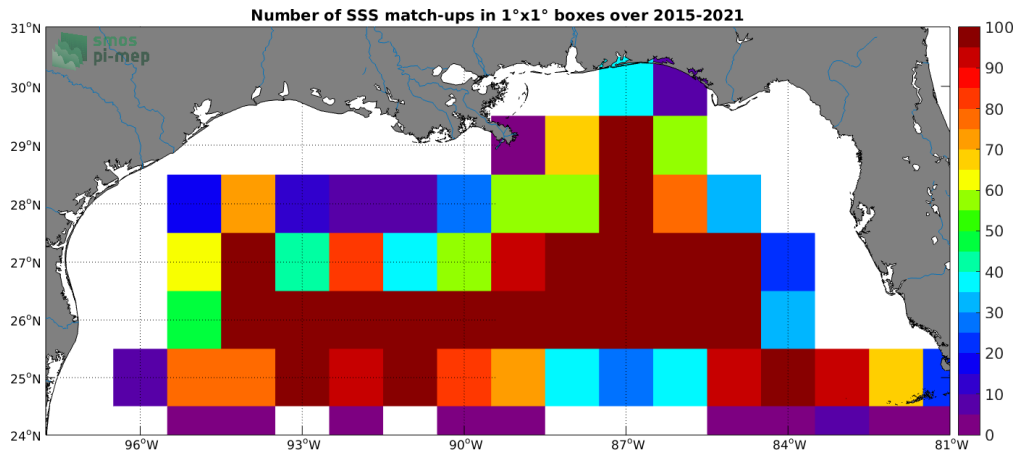 Number of SSS match-ups in 1°x1° boxes over 2015-2021
smos
pi-mep
31°N
30°N
29°N
28°N
27°N
26°N
25°N
24°N
96°W
93°W
90°W
87°W
84°W
81°W
100
90
80
70
60
50
40
30
20
10
0